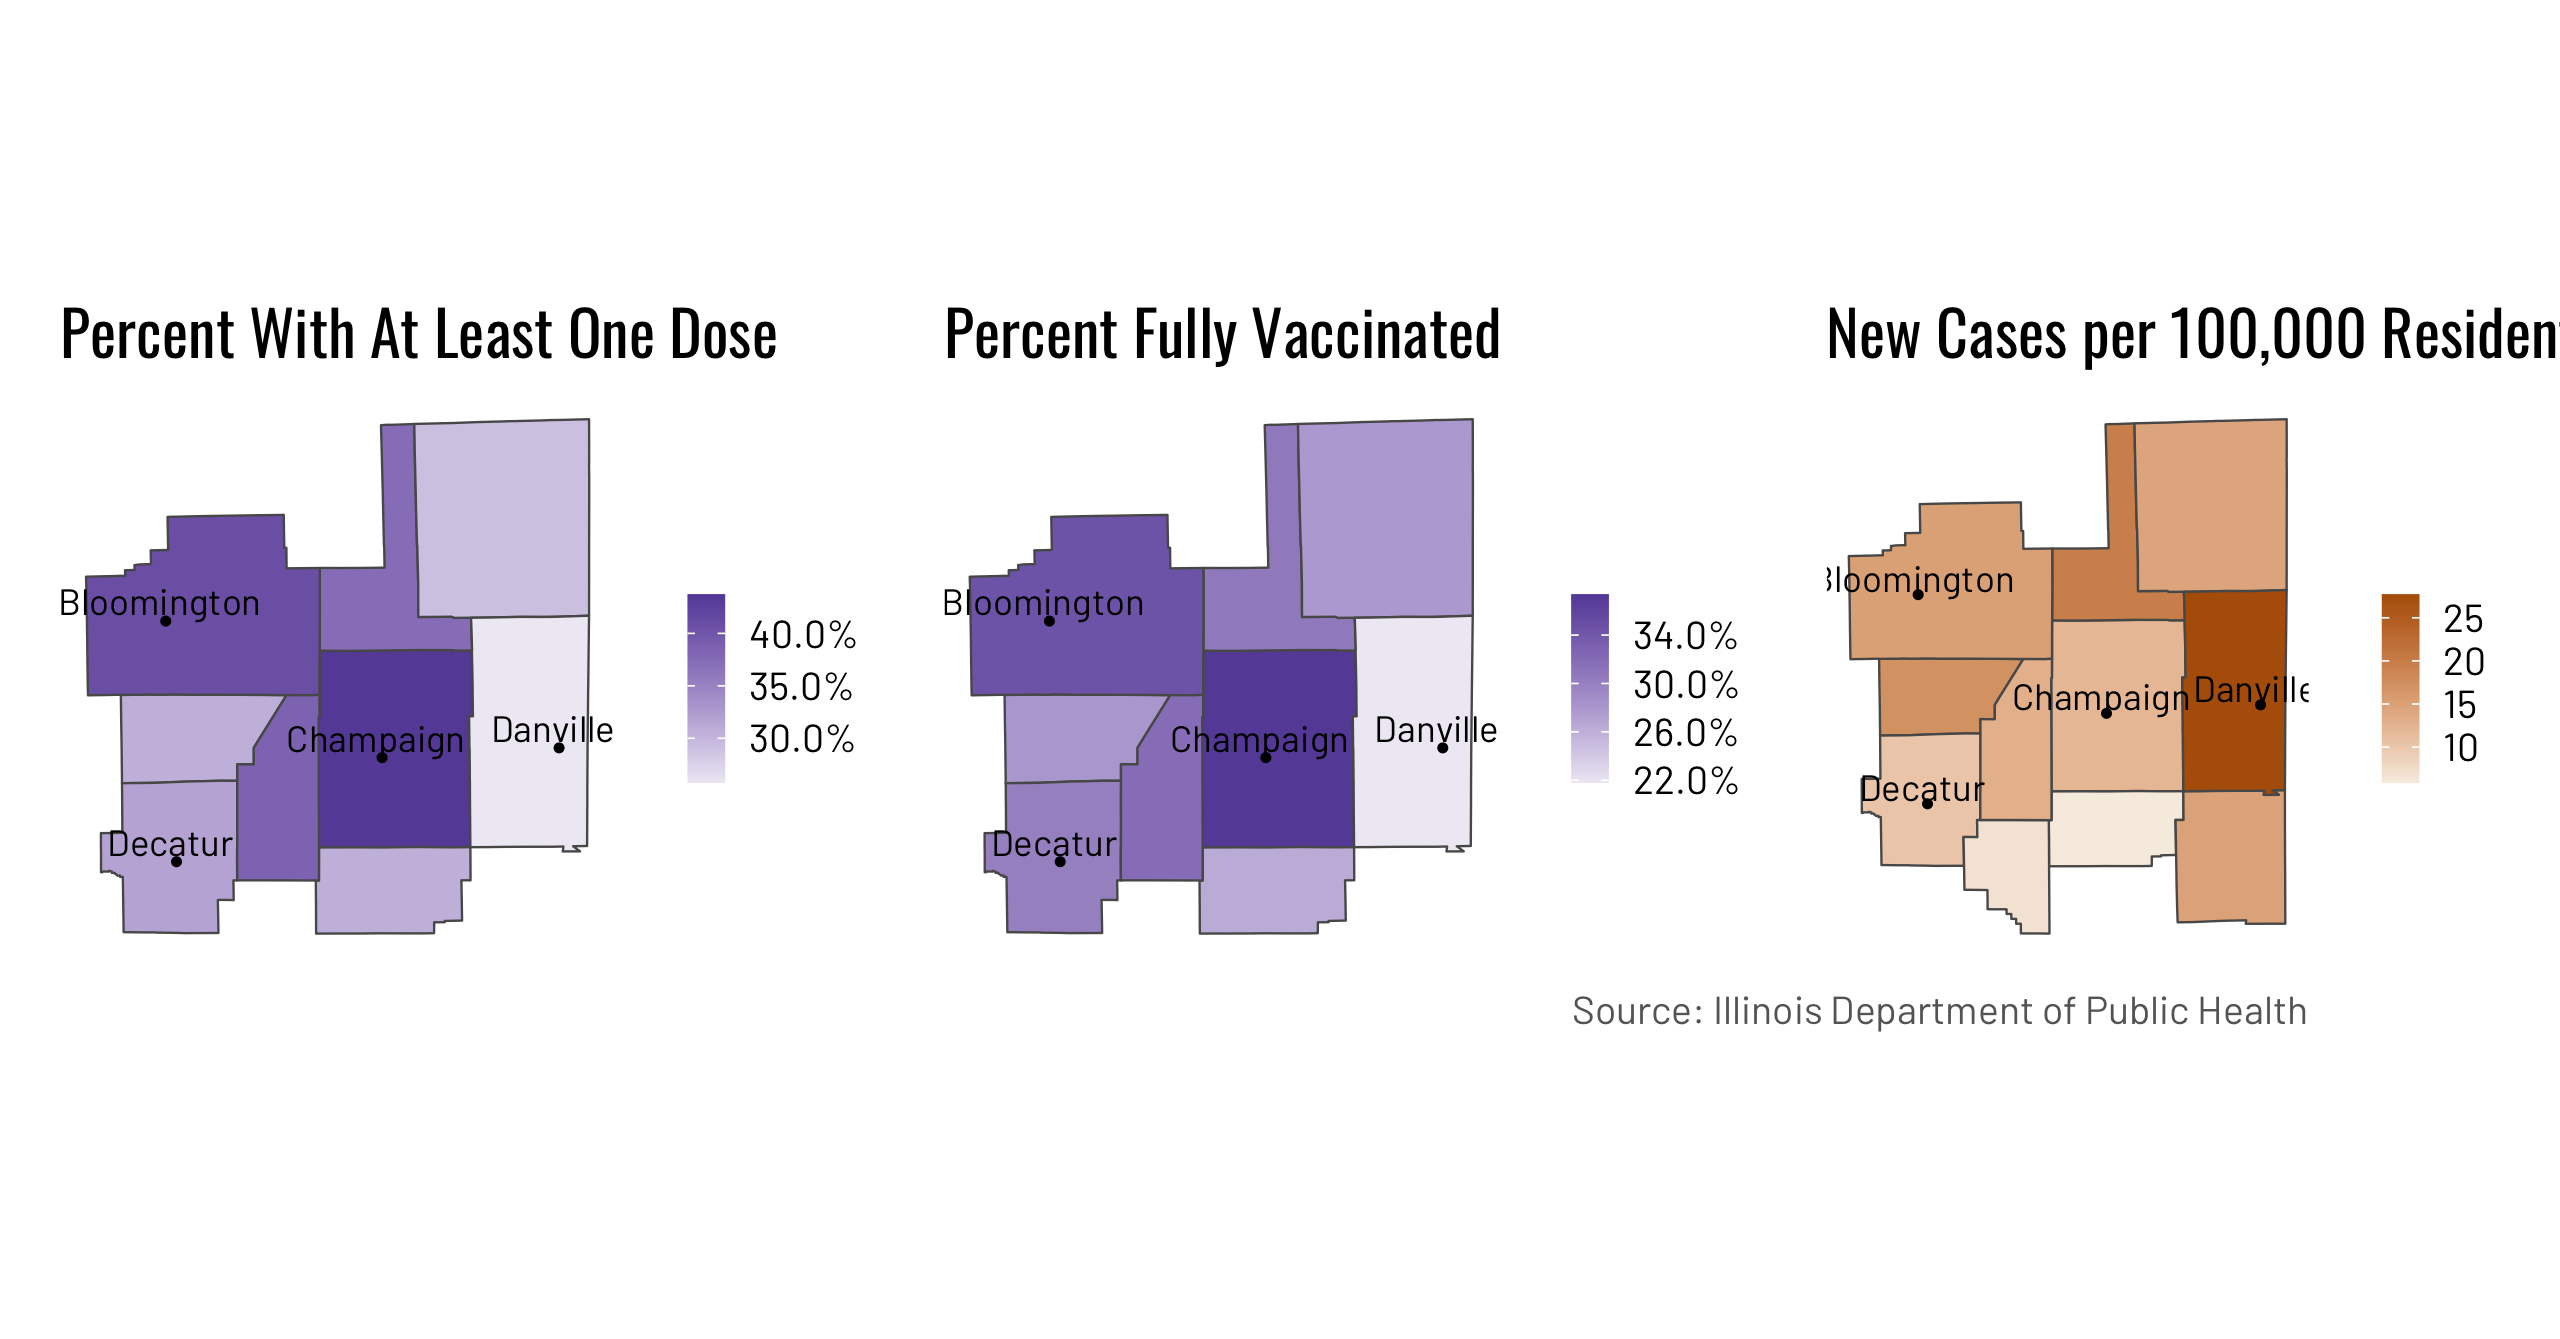 Percent With At Least One Dose
Bloomington
Champaign
Danville
Decatur
40.0%
35.0%
30.0%
Percent Fully Vaccinated
Bloomington
Champaign
Danville
Decatur
34.0%
30.0%
26.0%
22.0%
New Cases per 100,000 Residen
Bloomington
Champaign
Danville
Decatur
25
20
15
10
Source: Illinois Department of Public Health